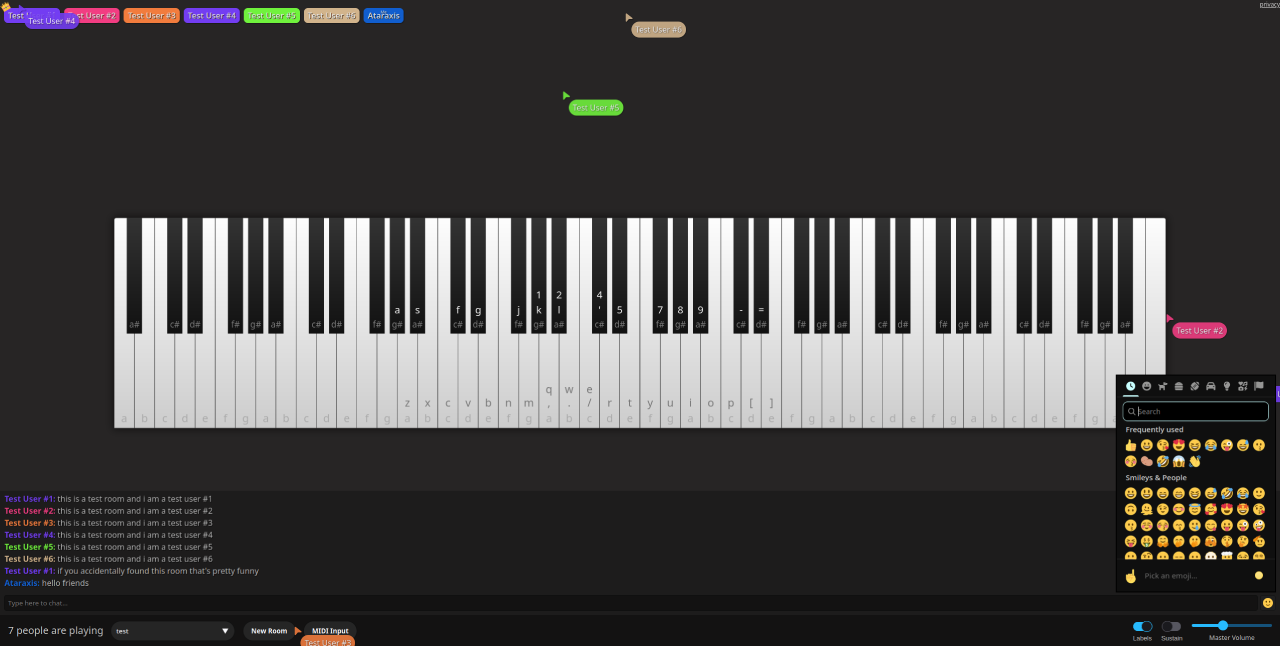 privacy
Test User #4
Test User #2
Test User #3
Test User #4
Test User #5
Test User #6
Ataraxis
Test User #6
Test User #5
1 2 4
a s f g j k l ' 5 7 8 9 - =
a# c# d# f# g# a# c# d# f# g# a# c# d# f# g# a# c# d# f# g# a# c# d# f# g# a# c# d# f# g# a# c# d# f# g# a#
Test User #2
q w e
z x c v b n m , . / r t y u i o p [ ]
a b c d e f g a b c d e f g a b c d e f g a b c d e f g a b c d e f g a b c d e f g a b c d e f g
Search
Frequently used
Smileys & People
Pick an emoji...
Test User #1: this is a test room and i am a test user #1
Test User #2: this is a test room and i am a test user #2
Test User #3: this is a test room and i am a test user #3
Test User #4: this is a test room and i am a test user #4
Test User #5: this is a test room and i am a test user #5
Test User #6: this is a test room and i am a test user #6
Test User #1: if you accidentally found this room that's pretty funny
Ataraxis: hello friends
Type here to chat...
7 people are playing
test
New Room
MIDI Input
Test User #3
Labels
Sustain
Master Volume